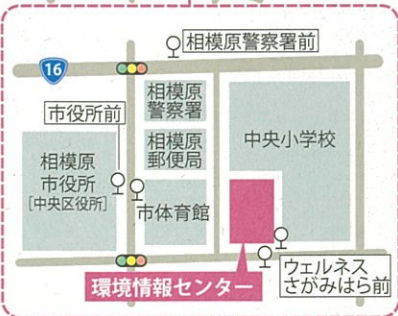 相模原警察署前
16
市役所前
相模原
警察署
相模原
郵便局
中央小学校
相模原
市役所
[中央区役所]
市体育館
環境情報センター
ウェルネス
さがみはら前